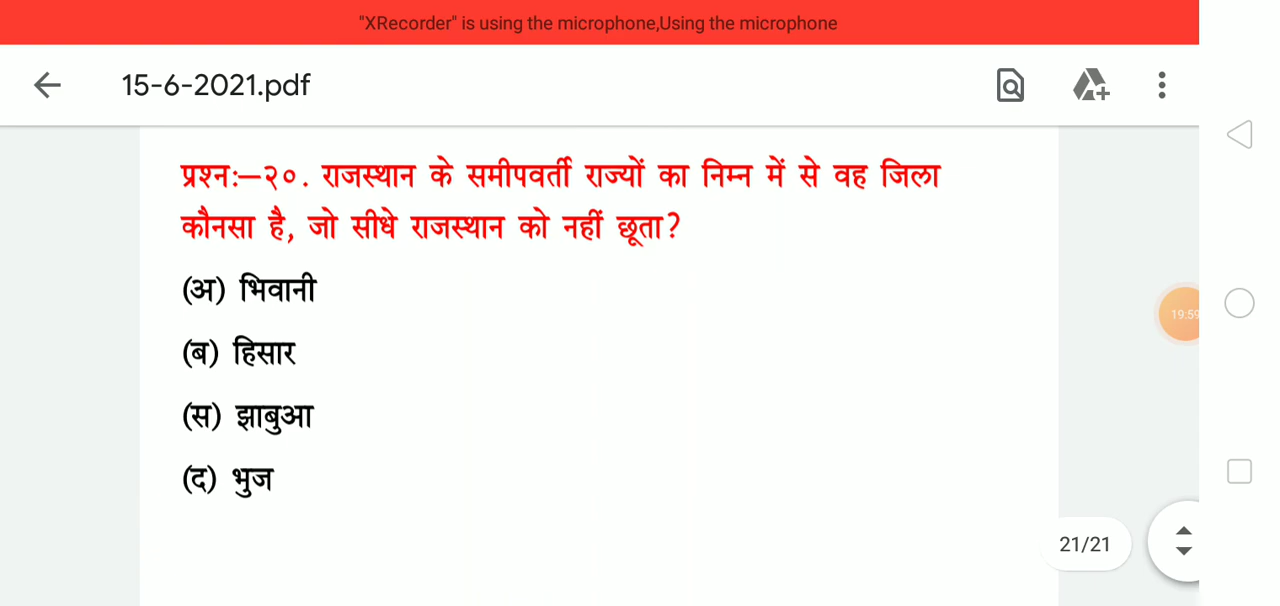 "XRecorder" is using the microphone,Using the microphone
15-6-2021.pdf
प्रश्नः—२०. राजस्थान के समीपवर्ती राज्यों का निम्न में से वह जिला
कौनसा है, जो सीधे राजस्थान को नहीं छूता?
(अ) भिवानी
(ब) हिसार
(स) झाबुआ
(द) भुज
19:59
21/21